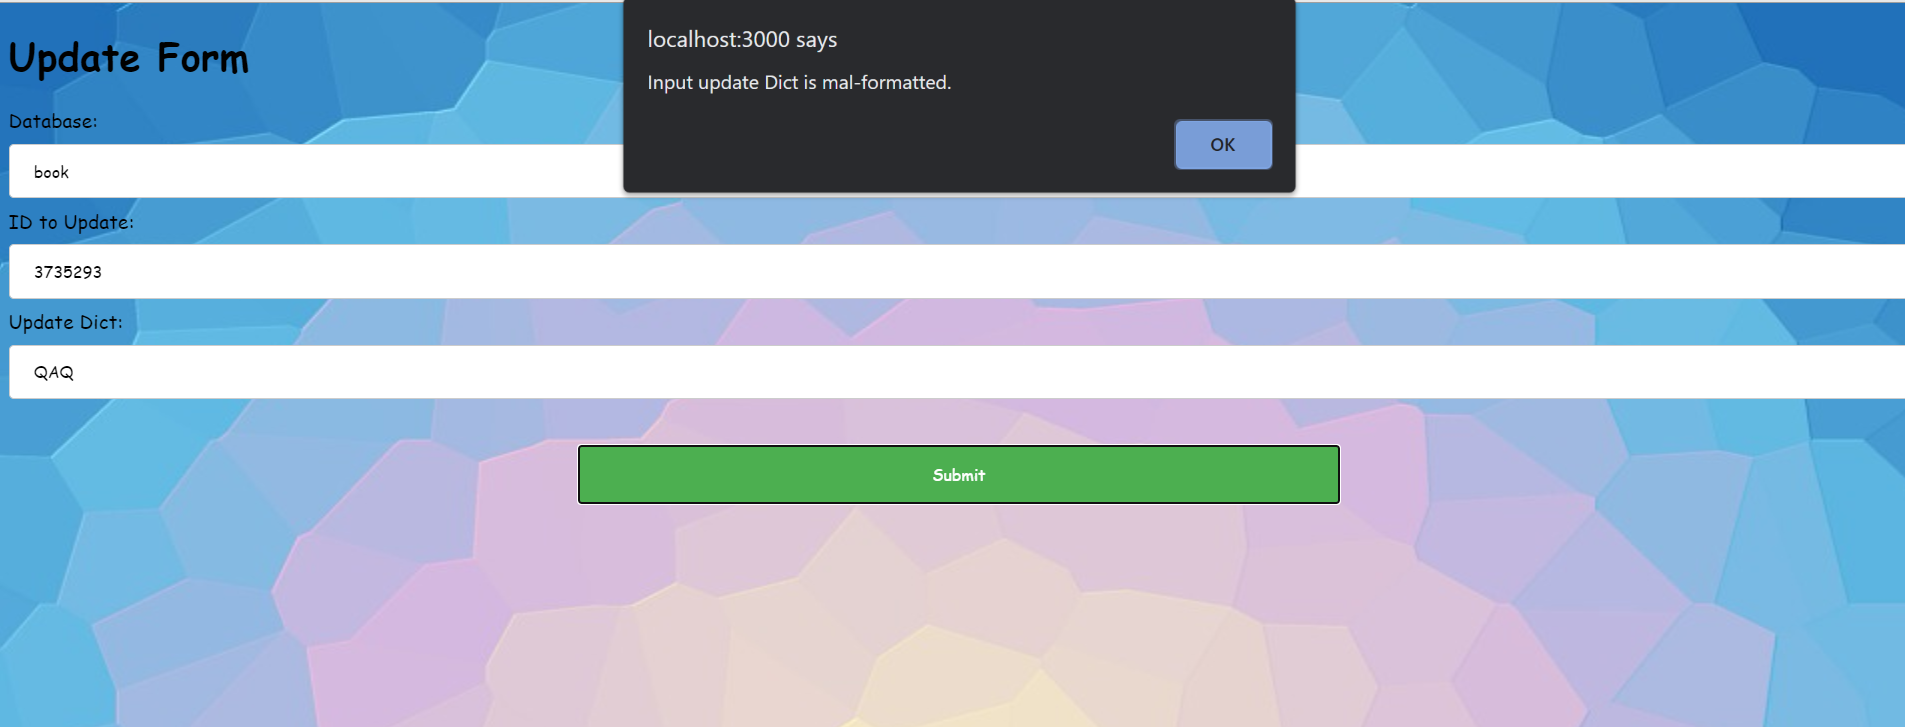 Update Form
localhost:3000 says
Input update Dict is mal-formatted.
OK
Database:
book
ID to Update:
3735293
Update Dict:
QAQ
Submit